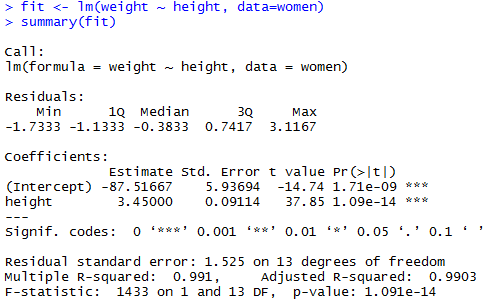 > fit <- lm(weight ~ height, data=women)
> summary(fit)
Call:
lm(formula = weight ~ height, data = women)
Residuals:
    Min      1Q  Median      3Q     Max
-1.7333 -1.1333 -0.3833  0.7417  3.1167
Coefficients:
             Estimate Std. Error t value Pr(>|t|)
(Intercept) -87.51667    5.93694  -14.74 1.71e-09 ***
height        3.45000    0.09114   37.85 1.09e-14 ***
---
Signif. codes:  0 ‘***’ 0.001 ‘**’ 0.01 ‘*’ 0.05 ‘.’ 0.1 ‘ ’
Residual standard error: 1.525 on 13 degrees of freedom
Multiple R-squared:  0.991,     Adjusted R-squared:  0.9903
F-statistic:  1433 on 1 and 13 DF,  p-value: 1.091e-14